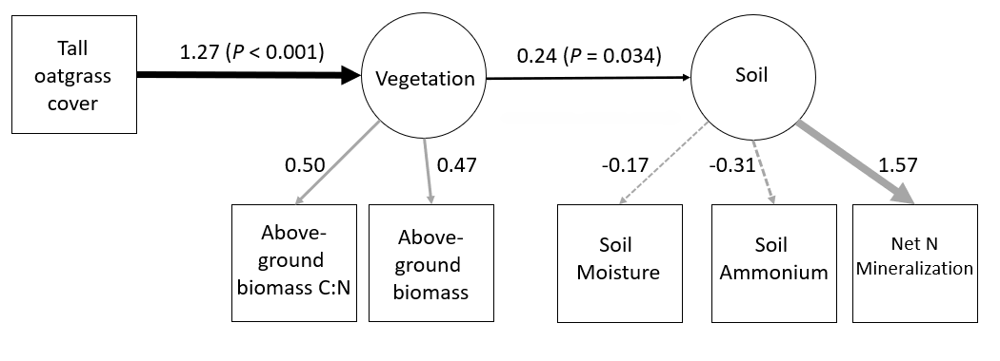 Tall
oatgrass
cover
1.27 (P < 0.001)
Vegetation
0.24 (P = 0.034)
Soil
0.50
0.47
-0.17
-0.31
1.57
Above-
ground
biomass C:N
Above-
ground
biomass
Soil
Moisture
Soil
Ammonium
Net N
Mineralization